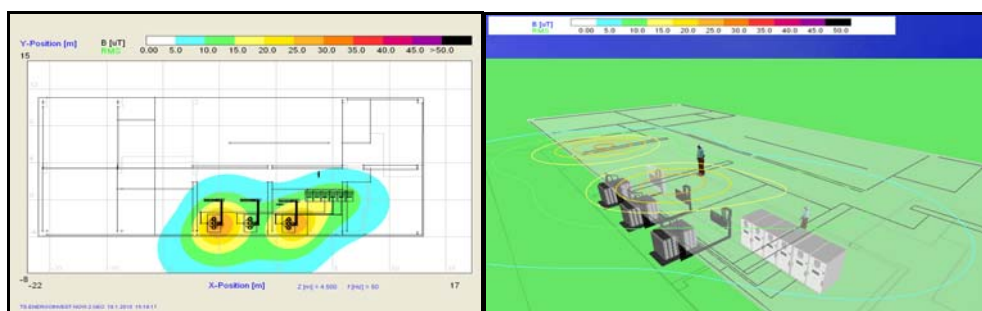 Y-Position [m]
B [uT]
RMS
0.00 5.0 10.0 15.0 20.0 25.0 30.0 35.0 40.0 45.0 >50.0
15
-8
-22
X-Position [m]
Z [m] = 4.500 f [Hz] = 50
17
B [uT]
RMS
0.00 5.0 10.0 15.0 20.0 25.0 30.0 35.0 40.0 45.0 >50.0